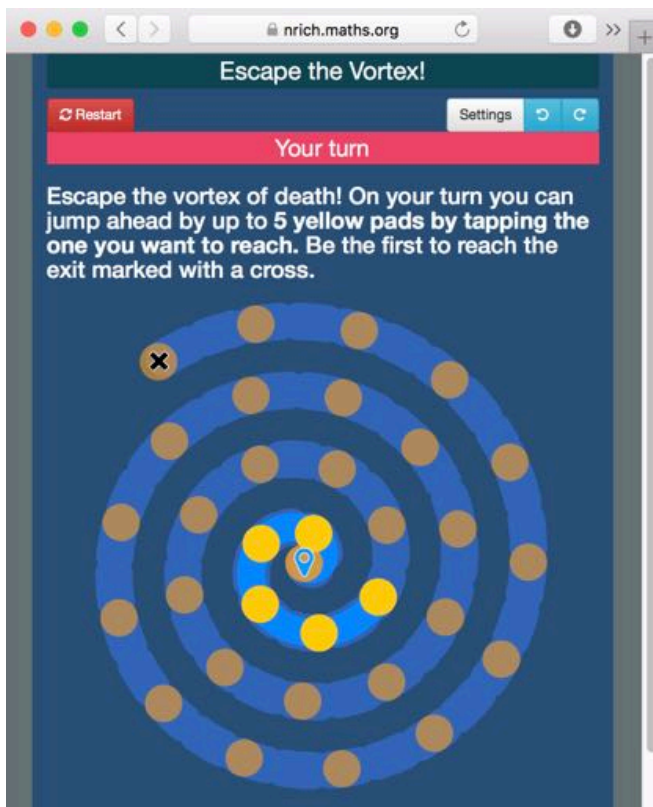 nrich.maths.org
Escape the Vortex!
Restart
Settings
Your turn
Escape the vortex of death! On your turn you can
jump ahead by up to 5 yellow pads by tapping the
one you want to reach. Be the first to reach the
exit marked with a cross.